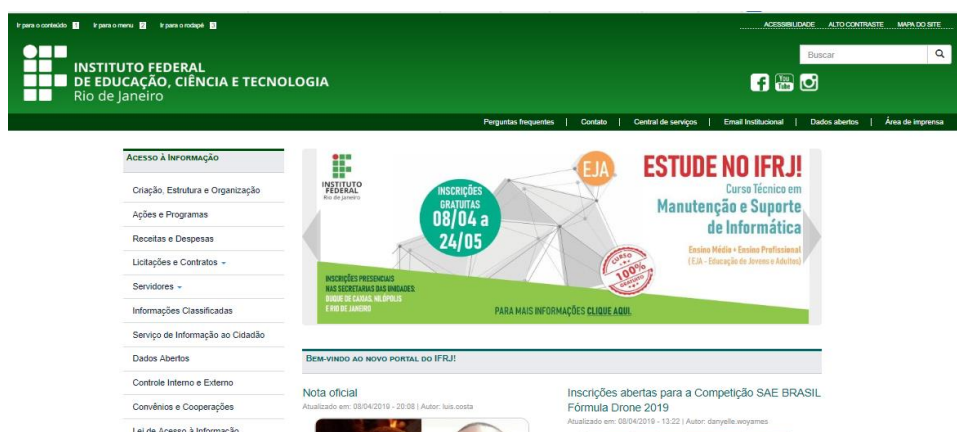 Ir para o conteúdo 1 Ir para o menu 2 Ir para o rodapé 3
ACESSIBILIDADE ALTO CONTRASTE MAPA DO SITE
INSTITUTO FEDERAL
DE EDUCAÇÃO, CIÊNCIA E TECNOLOGIA
Rio de Janeiro
Buscar
You
Tube
Perguntas frequentes | Contato | Central de serviços | Email Institucional | Dados abertos | Área de imprensa
ACESSO À INFORMAÇÃO
Criação, Estrutura e Organização
Ações e Programas
Receitas e Despesas
Licitações e Contratos
Servidores
Informações Classificadas
Serviço de Informação ao Cidadão
Dados Abertos
Controle Interno e Externo
Convênios e Cooperações
Lei de Acesso à Informação
INSTITUTO
FEDERAL
Rio de Janeiro
INSCRIÇÕES
GRATUITAS
08/04 a
24/05
EJA
ESTUDE NO IFRJ!
Curso Técnico em
Manutenção e Suporte
de Informática
Ensino Médio + Ensino Profissional
(EJA - Educação de Jovens e Adultos)
CURSO
100%
GRATUITO
INSCRIÇÕES PRESENCIAIS
NAS SECRETARIAS DAS UNIDADES:
DUQUE DE CAXIAS, NILÓPOLIS
E RIO DE JANEIRO
PARA MAIS INFORMAÇÕES CLIQUE AQUI.
BEM-VINDO AO NOVO PORTAL DO IFRJ!
Nota oficial
Atualizado em: 08/04/2019 - 20:08 | Autor: luis.costa
Inscrições abertas para a Competição SAE BRASIL
Fórmula Drone 2019
Atualizado em: 08/04/2019 - 13:22 | Autor: danyelle.woyames